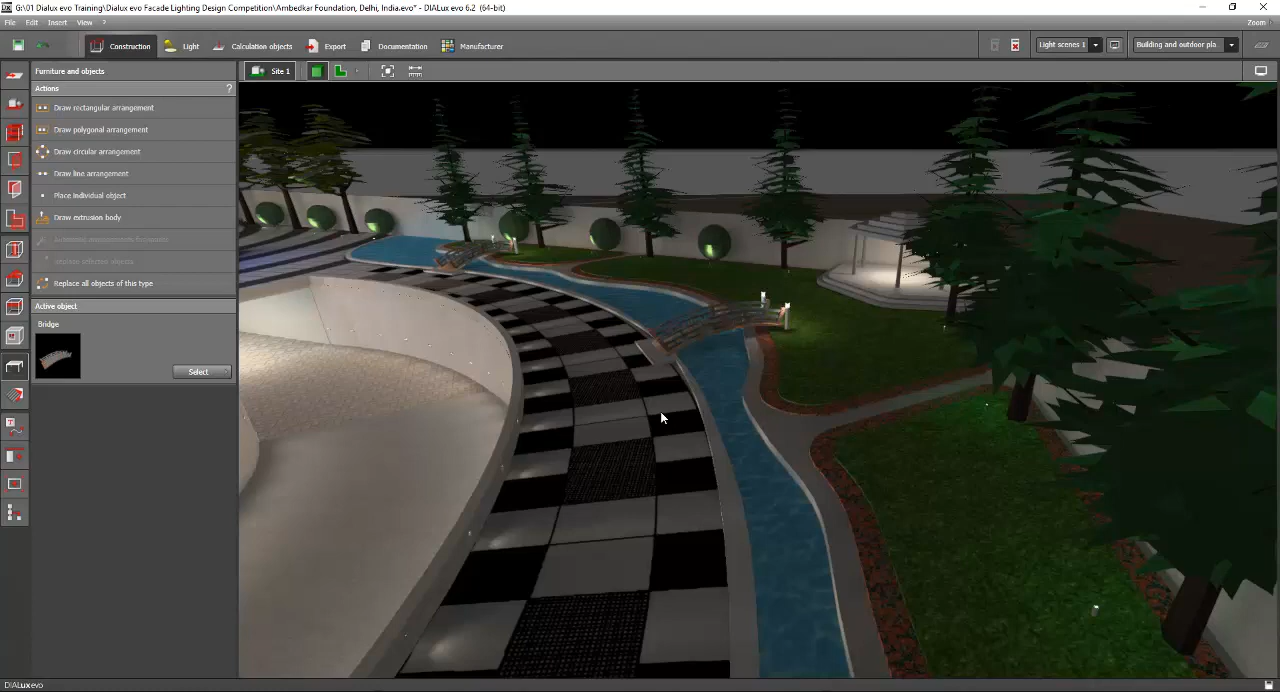 G:\01 Dialux evo Training\Dialux evo Facade Lighting Design Competition\Ambedkar Foundation, Delhi, India.evo* - DIALux evo 6.2  (64-bit)
File Edit Insert View ?
Zoom
Construction Light Calculation objects Export Documentation Manufacturer
Light scenes 1 Building and outdoor pla
Furniture and objects
Site 1
Actions ?
Draw rectangular arrangement
Draw polygonal arrangement
Draw circular arrangement
Draw line arrangement
Place individual object
Draw extrusion body
Replace all objects of this type
Active object
Bridge
Select
DIALux evo